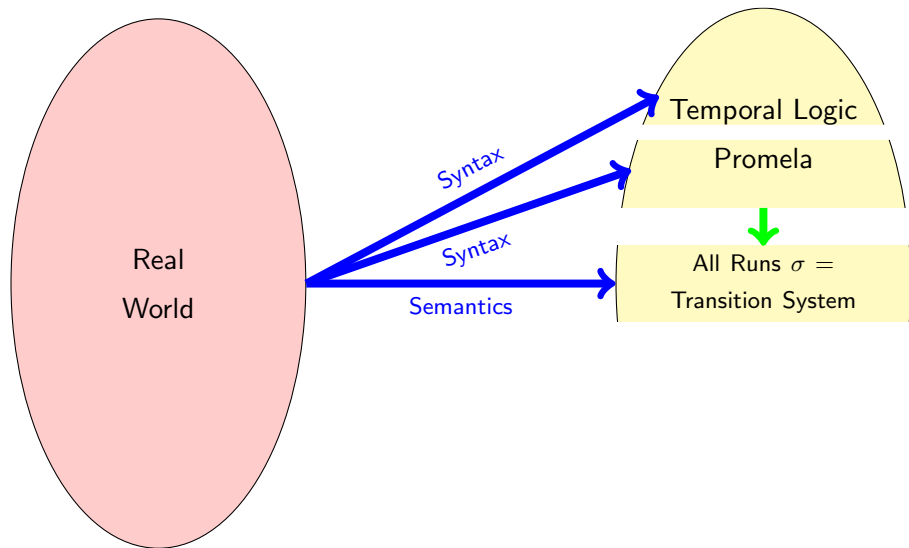 Real
World
Syntax
Syntax
Semantics
Temporal Logic
Promela
All Runs σ =
Transition System